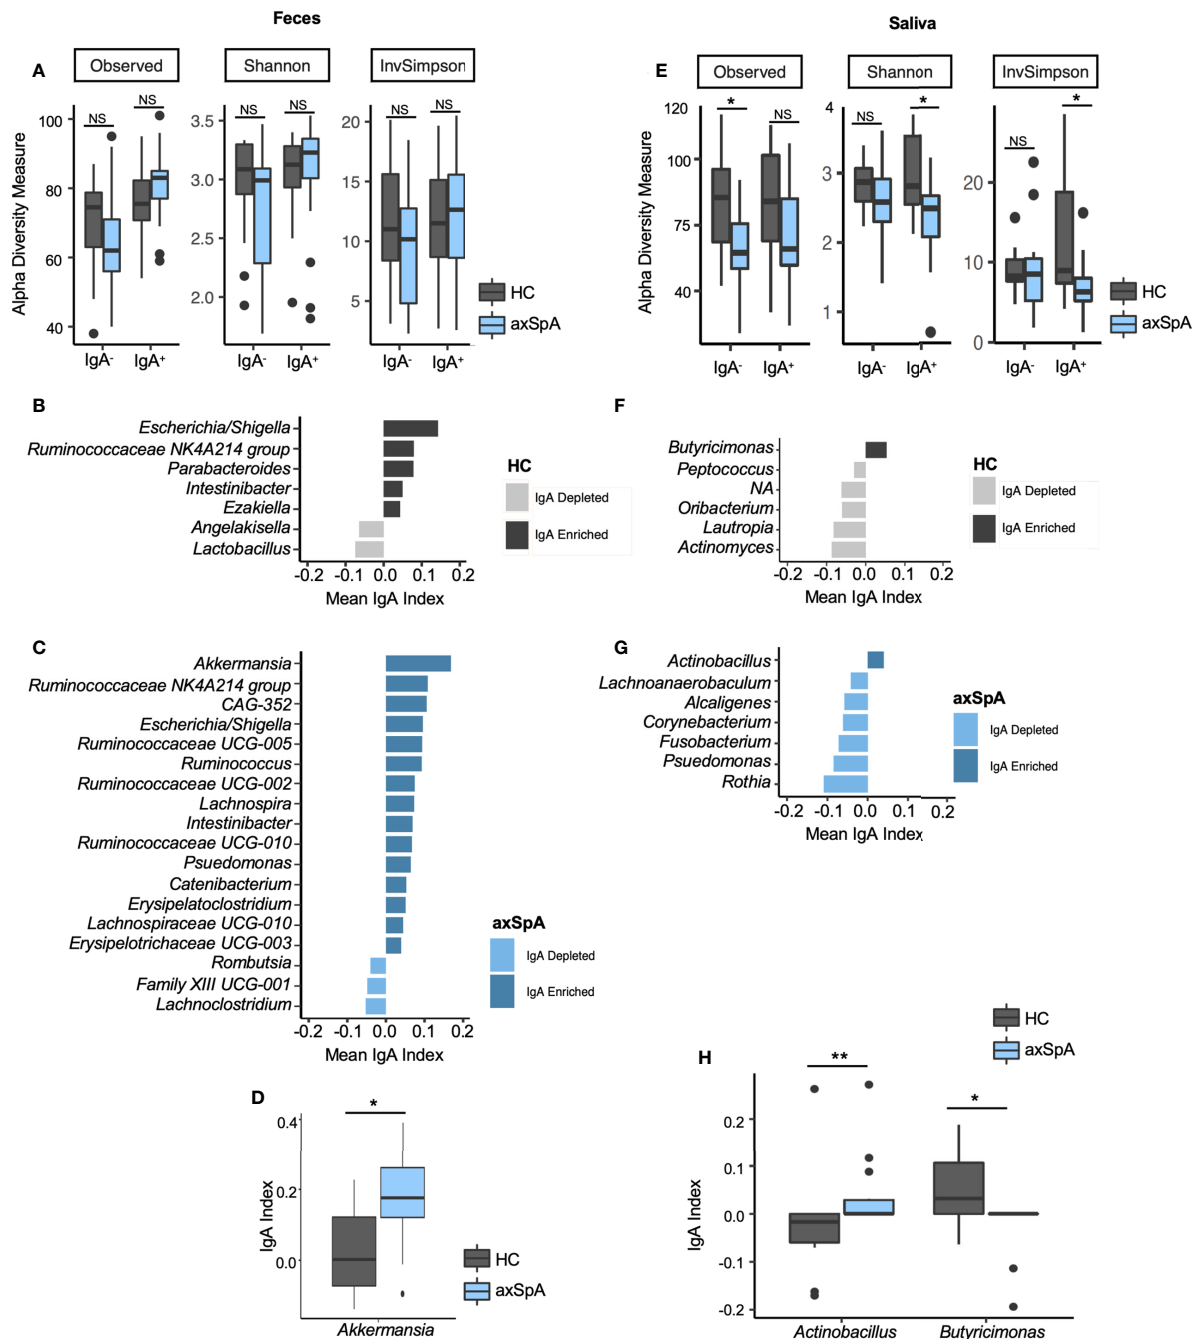 Feces
Saliva
A
Observed
Shannon
InvSimpson
Alpha Diversity Measure
100
80
60
40
NS
NS
3.5
3.0
2.5
2.0
NS
NS
20
15
10
5
NS
NS
IgA-
IgA+
IgA-
IgA+
IgA-
IgA+
HC
axSpA
E
Observed
Shannon
InvSimpson
Alpha Diversity Measure
120
100
75
40
*
NS
4
3
2
1
NS
*
20
10
0
NS
*
IgA-
IgA+
IgA-
IgA+
IgA-
IgA+
HC
axSpA
B
Escherichia/Shigella
Ruminococcaceae NK4A214 group
Parabacteroides
Intestinibacter
Ezakiella
Angelakisella
Lactobacillus
-0.2 -0.1 0.0 0.1 0.2
Mean IgA Index
HC
IgA Depleted
IgA Enriched
F
Butyricimonas
Peptococcus
NA
Oribacterium
Lautropia
Actinomyces
-0.2 -0.1 0.0 0.1 0.2
Mean IgA Index
HC
IgA Depleted
IgA Enriched
C
Akkermansia
Ruminococcaceae NK4A214 group
CAG-352
Escherichia/Shigella
Ruminococcaceae UCG-005
Ruminococcus
Ruminococcaceae UCG-002
Lachnospira
Intestinibacter
Ruminococcaceae UCG-010
Psuedomonas
Catenibacterium
Erysipelatoclostridium
Lachnospiraceae UCG-010
Erysipelotrichaceae UCG-003
Rombutsia
Family XIII UCG-001
Lachnoclostridium
-0.2 -0.1 0.0 0.1 0.2
Mean IgA Index
axSpA
IgA Depleted
IgA Enriched
G
Actinobacillus
Lachnoanaerobaculum
Alcaligenes
Corynebacterium
Fusobacterium
Psuedomonas
Rothia
-0.2 -0.1 0.0 0.1 0.2
Mean IgA Index
axSpA
IgA Depleted
IgA Enriched
D
*
IgA Index
0.4
0.2
0.0
Akkermansia
HC
axSpA
H
HC
axSpA
**
*
IgA Index
0.2
0.1
0.0
-0.1
-0.2
Actinobacillus
Butyricimonas